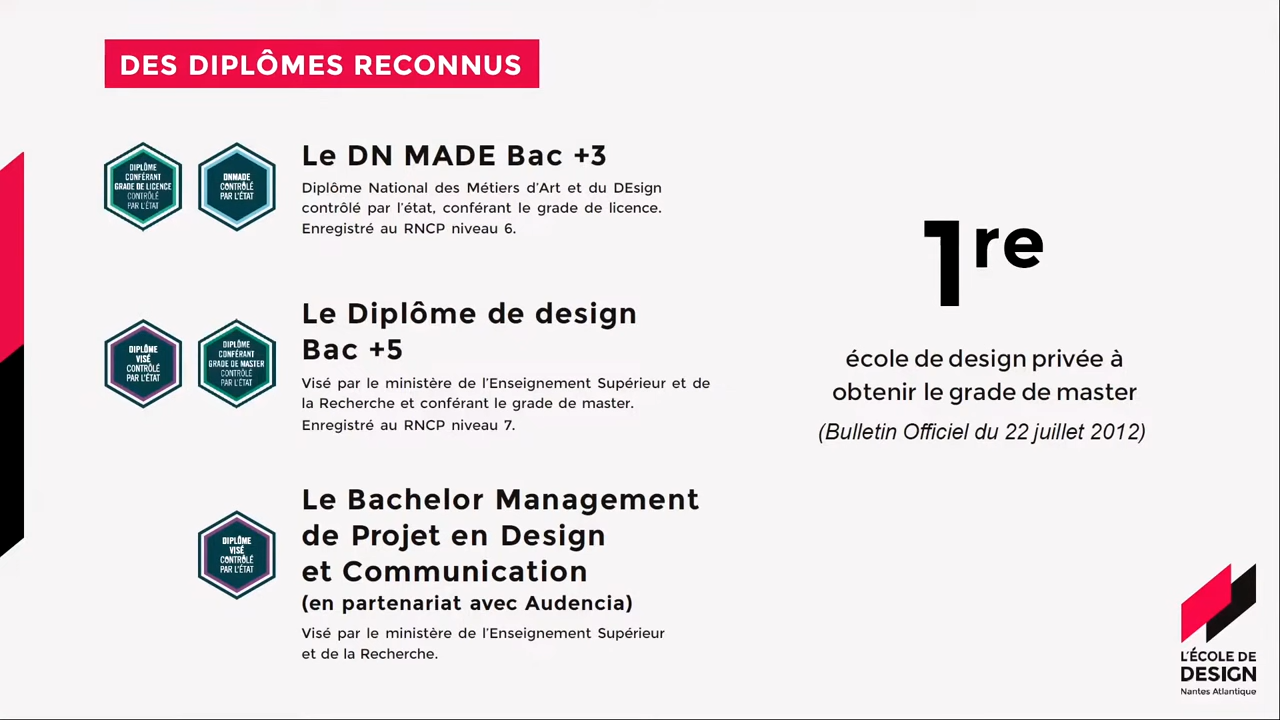 DES DIPLÔMES RECONNUS
DIPLÔME
CONFÉRANT
GRADE DE LICENCE
CONTRÔLÉ
PAR L'ÉTAT
DNMADE
CONTRÔLÉ
PAR L'ÉTAT
Le DN MADE Bac +3
Diplôme National des Métiers d'Art et du DEsign
contrôlé par l'état, conférant le grade de licence.
Enregistré au RNCP niveau 6.
DIPLÔME
VISÉ
CONTRÔLÉ
PAR L'ÉTAT
DIPLÔME
CONFÉRANT
GRADE DE MASTER
CONTRÔLÉ
PAR L'ÉTAT
Le Diplôme de design
Bac +5
Visé par le ministère de l'Enseignement Supérieur et de
la Recherche et conférant le grade de master.
Enregistré au RNCP niveau 7.
DIPLÔME
VISÉ
CONTRÔLÉ
PAR L'ÉTAT
Le Bachelor Management
de Projet en Design
et Communication
(en partenariat avec Audencia)
Visé par le ministère de l'Enseignement Supérieur
et de la Recherche.
1re
école de design privée à
obtenir le grade de master
(Bulletin Officiel du 22 juillet 2012)
L'ÉCOLE DE
DESIGN
Nantes Atlantique